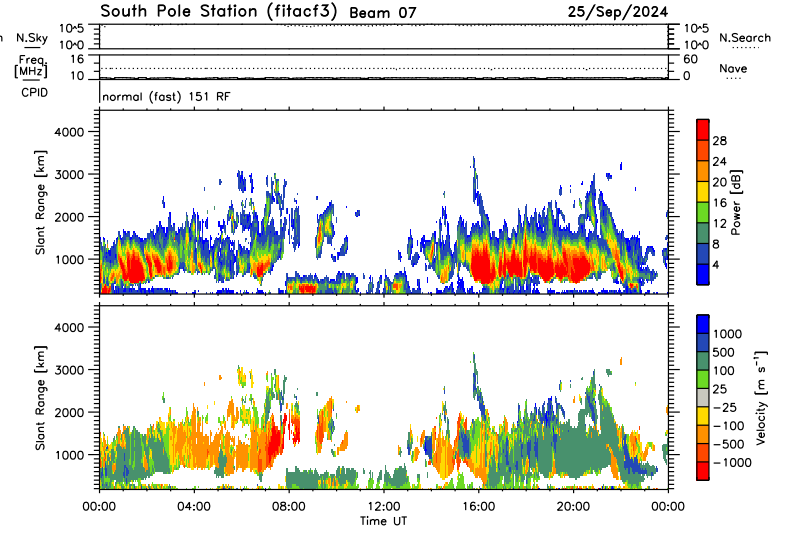 South Pole Station (fitacf3) Beam 07 25/Sep/2024
n N.Sky 10^5 10^0 10^5 10^0 N.Search
Freq. [MHz] 16 10 60 0 Nave
CPID normal (fast) 151 RF
Slant Range [km]
4000
3000
2000
1000
Power [dB]
28
24
20
16
12
8
4
Slant Range [km]
4000
3000
2000
1000
Velocity [m s⁻¹]
1000
500
100
25
−25
−100
−500
−1000
00:00 04:00 08:00 12:00 16:00 20:00 00:00
Time UT